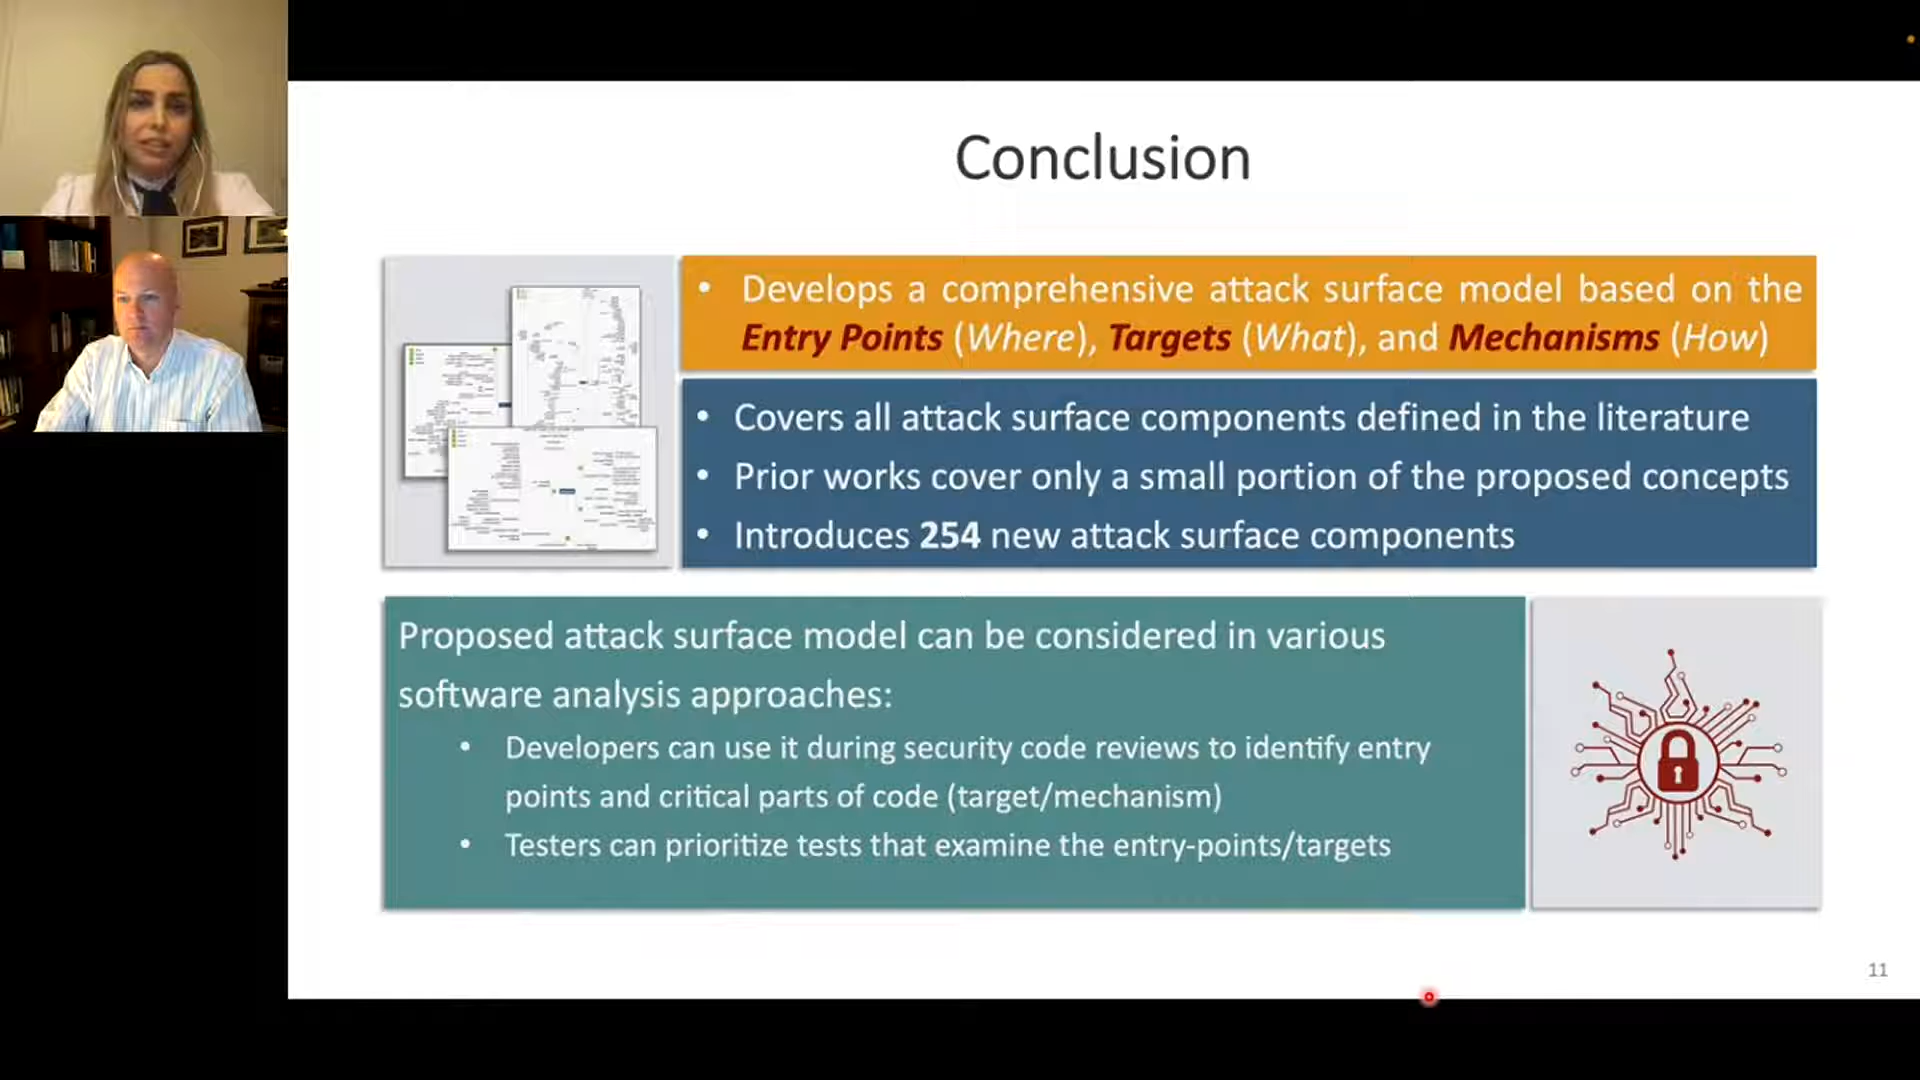 Conclusion
• Develops a comprehensive attack surface model based on the
Entry Points (Where), Targets (What), and Mechanisms (How)
• Covers all attack surface components defined in the literature
• Prior works cover only a small portion of the proposed concepts
• Introduces 254 new attack surface components
Proposed attack surface model can be considered in various
software analysis approaches:
• Developers can use it during security code reviews to identify entry
points and critical parts of code (target/mechanism)
• Testers can prioritize tests that examine the entry-points/targets
11